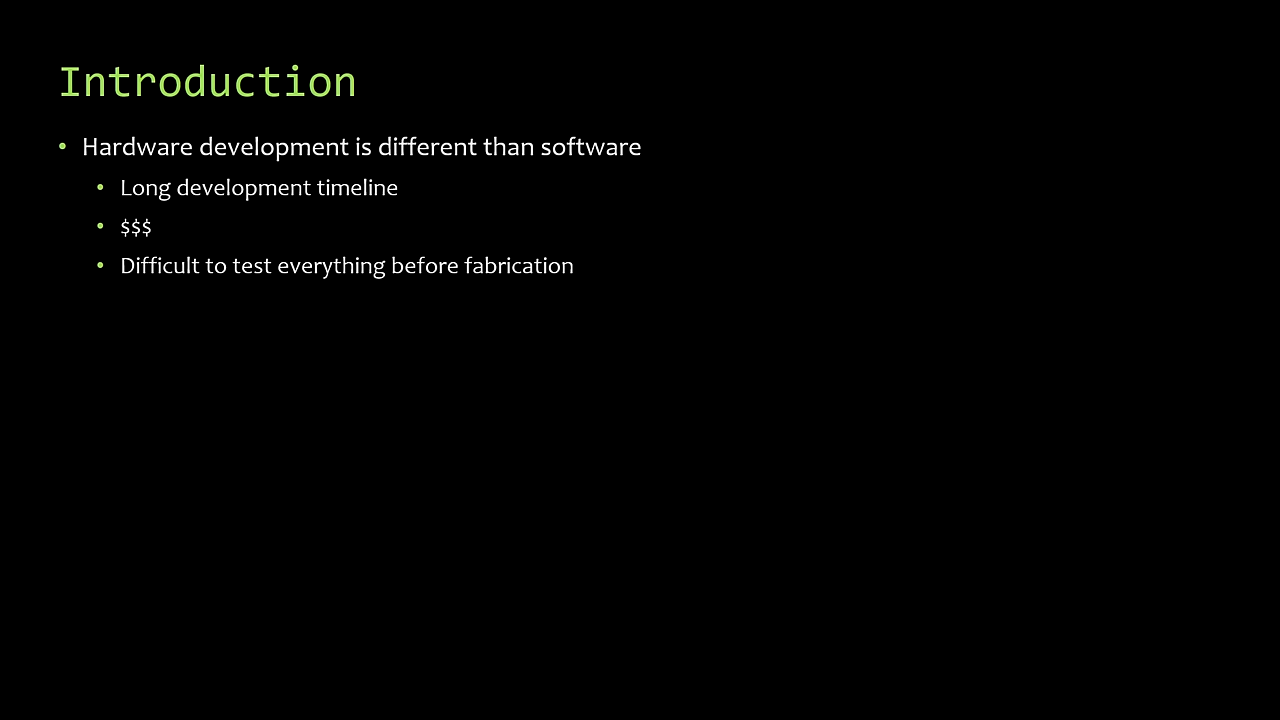 Introduction
• Hardware development is different than software
• Long development timeline
• $$$
• Difficult to test everything before fabrication